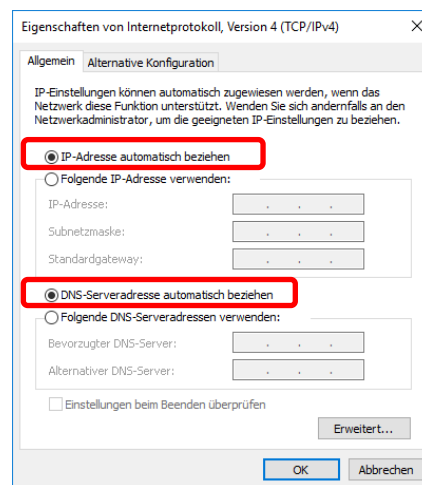 Eigenschaften von Internetprotokoll, Version 4 (TCP/IPv4)
Allgemein Alternative Konfiguration
IP-Einstellungen können automatisch zugewiesen werden, wenn das
Netzwerk diese Funktion unterstützt. Wenden Sie sich andernfalls an den
Netzwerkadministrator, um die geeigneten IP-Einstellungen zu beziehen.
IP-Adresse automatisch beziehen
Folgende IP-Adresse verwenden:
IP-Adresse:
Subnetzmaske:
Standardgateway:
DNS-Serveradresse automatisch beziehen
Folgende DNS-Serveradressen verwenden:
Bevorzugter DNS-Server:
Alternativer DNS-Server:
Einstellungen beim Beenden überprüfen
Erweitert...
OK Abbrechen